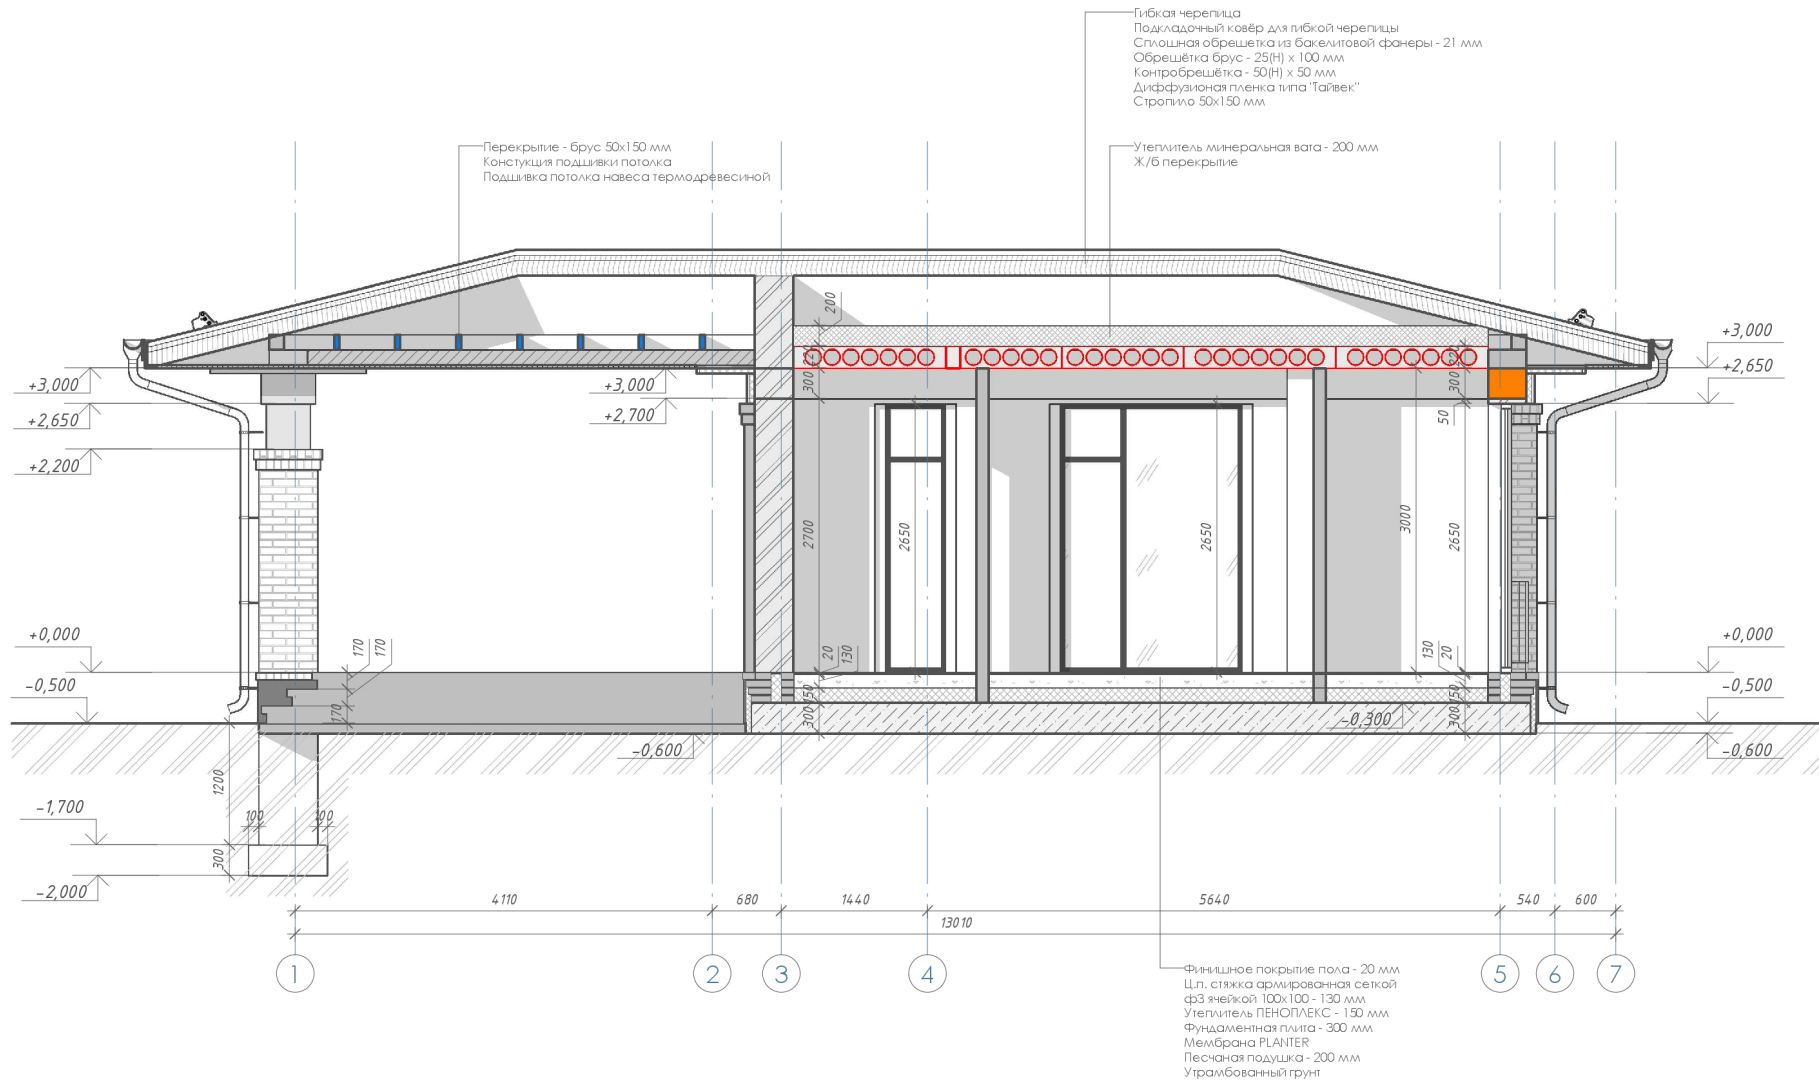 Гибкая черепица
Подкладочный ковёр для гибкой черепицы
Сплошная обрешетка из бакелитовой фанеры - 21 мм
Обрешётка брус - 25(Н) х 100 мм
Контробрешётка - 50(Н) х 50 мм
Диффузионая пленка типа "Тайвек"
Стропило 50х150 мм
Перекрытие - брус 50х150 мм
Констукция подшивки потолка
Подшивка потолка навеса термодревесиной
Утеплитель минеральная вата - 200 мм
Ж/б перекрытие
200
220
300
220
300
50
+3,000
+2,650
+2,200
+3,000
+2,700
+3,000
+2,650
2700
2650
2650
3000
2650
+0,000
-0,500
170
170
170
20
130
150
300
130
20
150
300
+0,000
-0,500
-0,300
-0,600
-0,600
1200
100
100
300
-1,700
-2,000
4110
680
1440
5640
540
600
13010
1
2
3
4
5
6
7
Финишное покрытие пола - 20 мм
Ц.п. стяжка армированная сеткой
ф3 ячейкой 100х100 - 130 мм
Утеплитель ПЕНОПЛЕКС - 150 мм
Фундаментная плита - 300 мм
Мембрана PLANTER
Песчаная подушка - 200 мм
Утрамбованный грунт